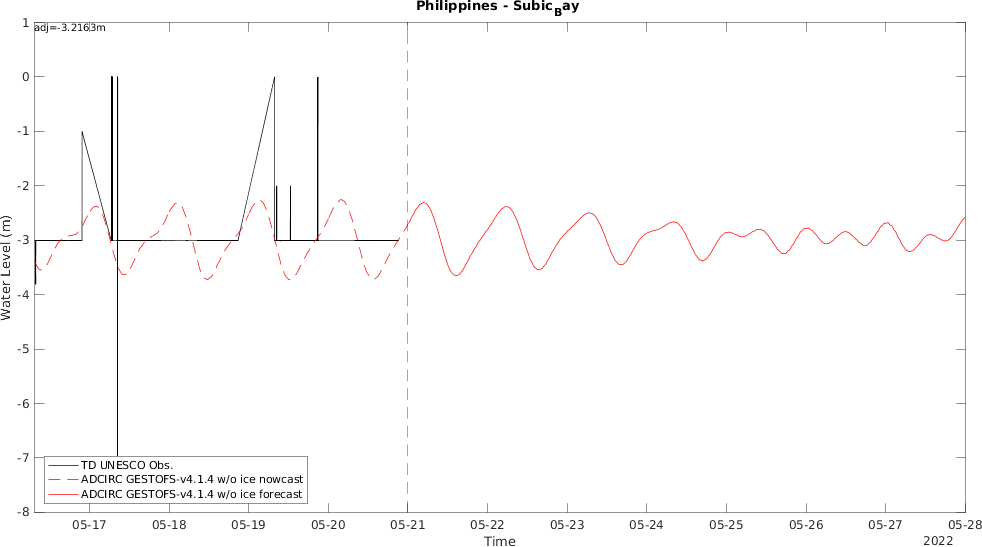 Philippines - Subic_Bay
adj=-3.2163m
1
0
-1
-2
-3
-4
-5
-6
-7
-8
Water Level (m)
TD UNESCO Obs.
ADCIRC GESTOFS-v4.1.4 w/o ice nowcast
ADCIRC GESTOFS-v4.1.4 w/o ice forecast
05-17 05-18 05-19 05-20 05-21 05-22 05-23 05-24 05-25 05-26 05-27 05-28
Time
2022